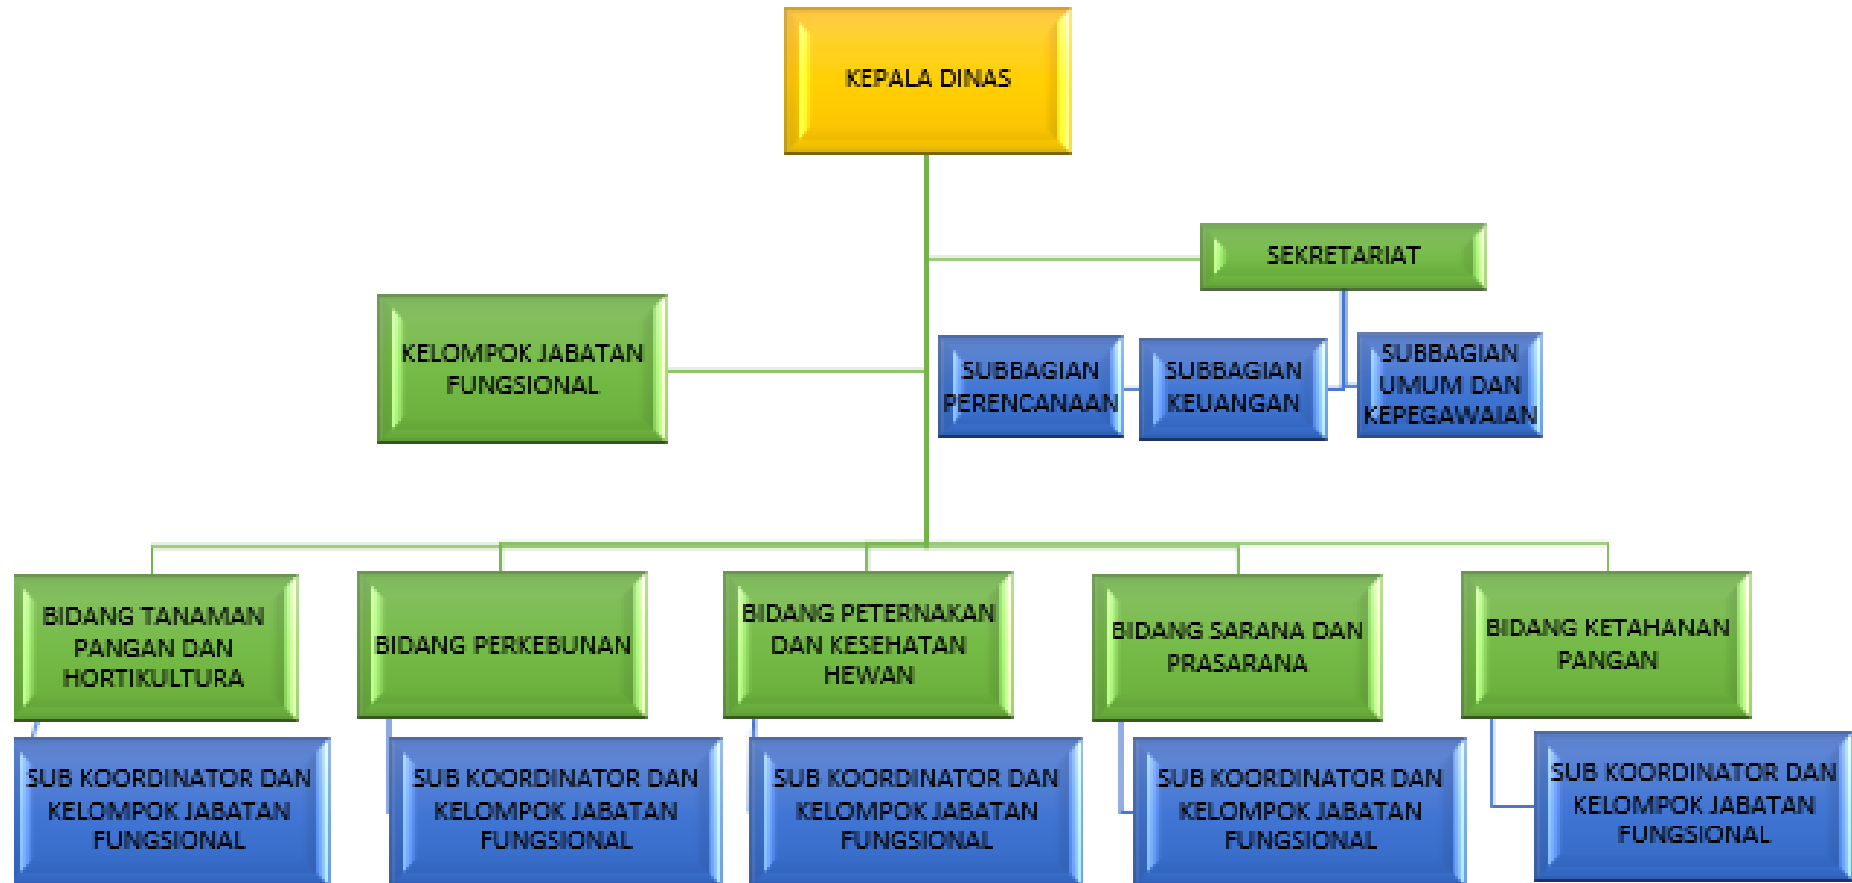 KEPALA DINAS
SEKRETARIAT
KELOMPOK JABATAN
FUNGSIONAL
SUBBAGIAN
PERENCANAAN
SUBBAGIAN
KEUANGAN
SUBBAGIAN
UMUM DAN
KEPEGAWAIAN
BIDANG TANAMAN
PANGAN DAN
HORTIKULTURA
BIDANG PERKEBUNAN
BIDANG PETERNAKAN
DAN KESEHATAN
HEWAN
BIDANG SARANA DAN
PRASARANA
BIDANG KETAHANAN
PANGAN
SUB KOORDINATOR DAN
KELOMPOK JABATAN
FUNGSIONAL
SUB KOORDINATOR DAN
KELOMPOK JABATAN
FUNGSIONAL
SUB KOORDINATOR DAN
KELOMPOK JABATAN
FUNGSIONAL
SUB KOORDINATOR DAN
KELOMPOK JABATAN
FUNGSIONAL
SUB KOORDINATOR DAN
KELOMPOK JABATAN
FUNGSIONAL